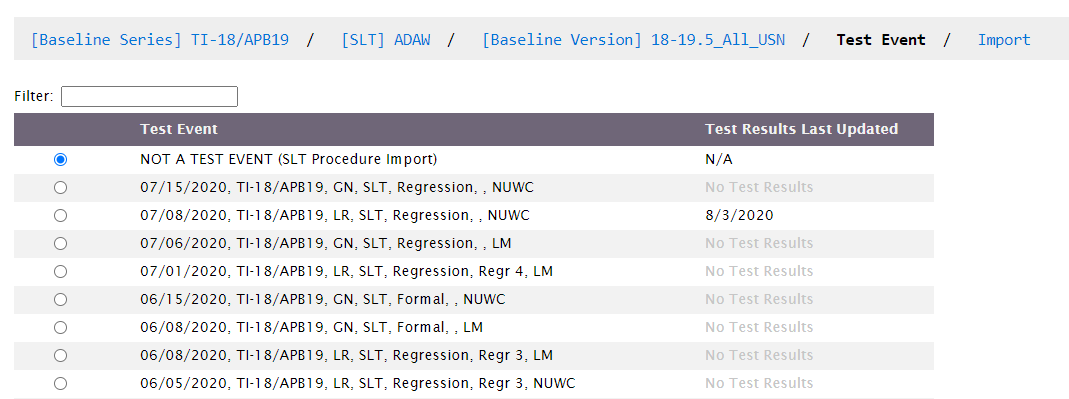 [Baseline Series] TI-18/APB19 / [SLT] ADAW / [Baseline Version] 18-19.5_All_USN / Test Event / Import
Filter:
Test Event Test Results Last Updated
NOT A TEST EVENT (SLT Procedure Import) N/A
07/15/2020, TI-18/APB19, GN, SLT, Regression, , NUWC No Test Results
07/08/2020, TI-18/APB19, LR, SLT, Regression, , NUWC 8/3/2020
07/06/2020, TI-18/APB19, GN, SLT, Regression, , LM No Test Results
07/01/2020, TI-18/APB19, LR, SLT, Regression, Regr 4, LM No Test Results
06/15/2020, TI-18/APB19, GN, SLT, Formal, , NUWC No Test Results
06/08/2020, TI-18/APB19, GN, SLT, Formal, , LM No Test Results
06/08/2020, TI-18/APB19, LR, SLT, Regression, Regr 3, LM No Test Results
06/05/2020, TI-18/APB19, LR, SLT, Regression, Regr 3, NUWC No Test Results